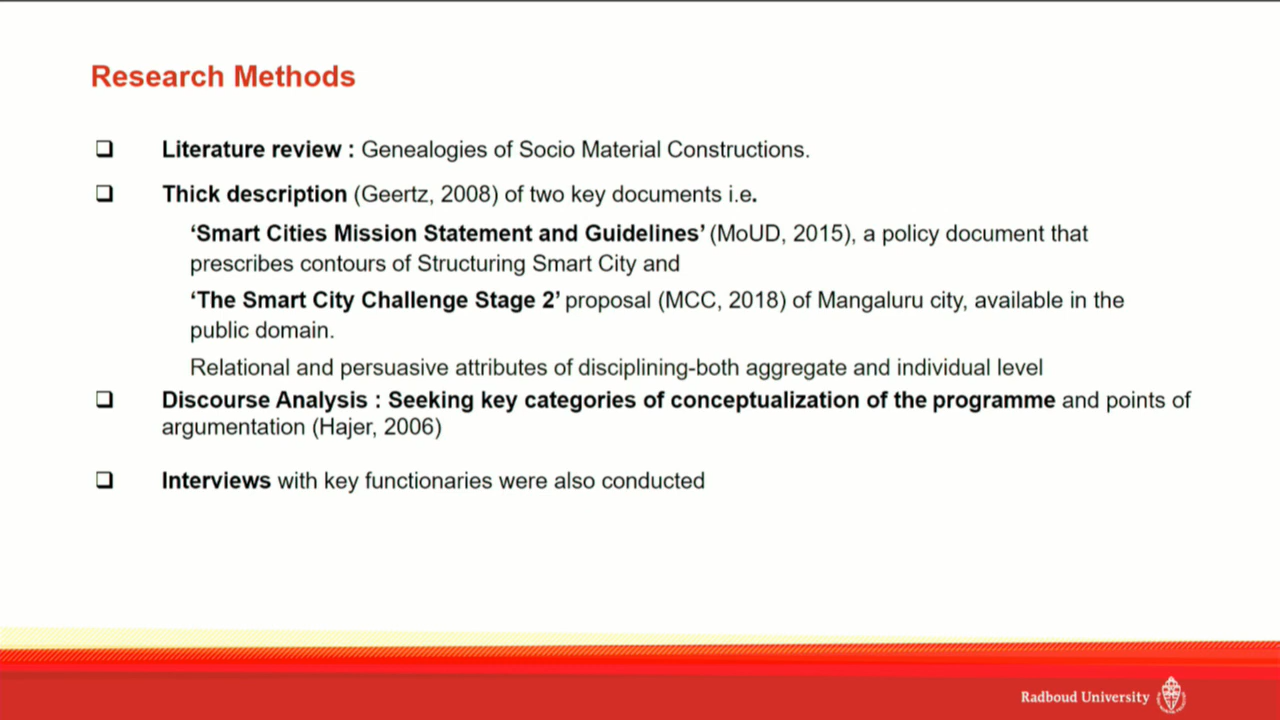 Research Methods
❑ Literature review : Genealogies of Socio Material Constructions.
❑ Thick description (Geertz, 2008) of two key documents i.e.
‘Smart Cities Mission Statement and Guidelines’ (MoUD, 2015), a policy document that
prescribes contours of Structuring Smart City and
‘The Smart City Challenge Stage 2’ proposal (MCC, 2018) of Mangaluru city, available in the
public domain.
Relational and persuasive attributes of disciplining-both aggregate and individual level
❑ Discourse Analysis : Seeking key categories of conceptualization of the programme and points of
argumentation (Hajer, 2006)
❑ Interviews with key functionaries were also conducted
Radboud University